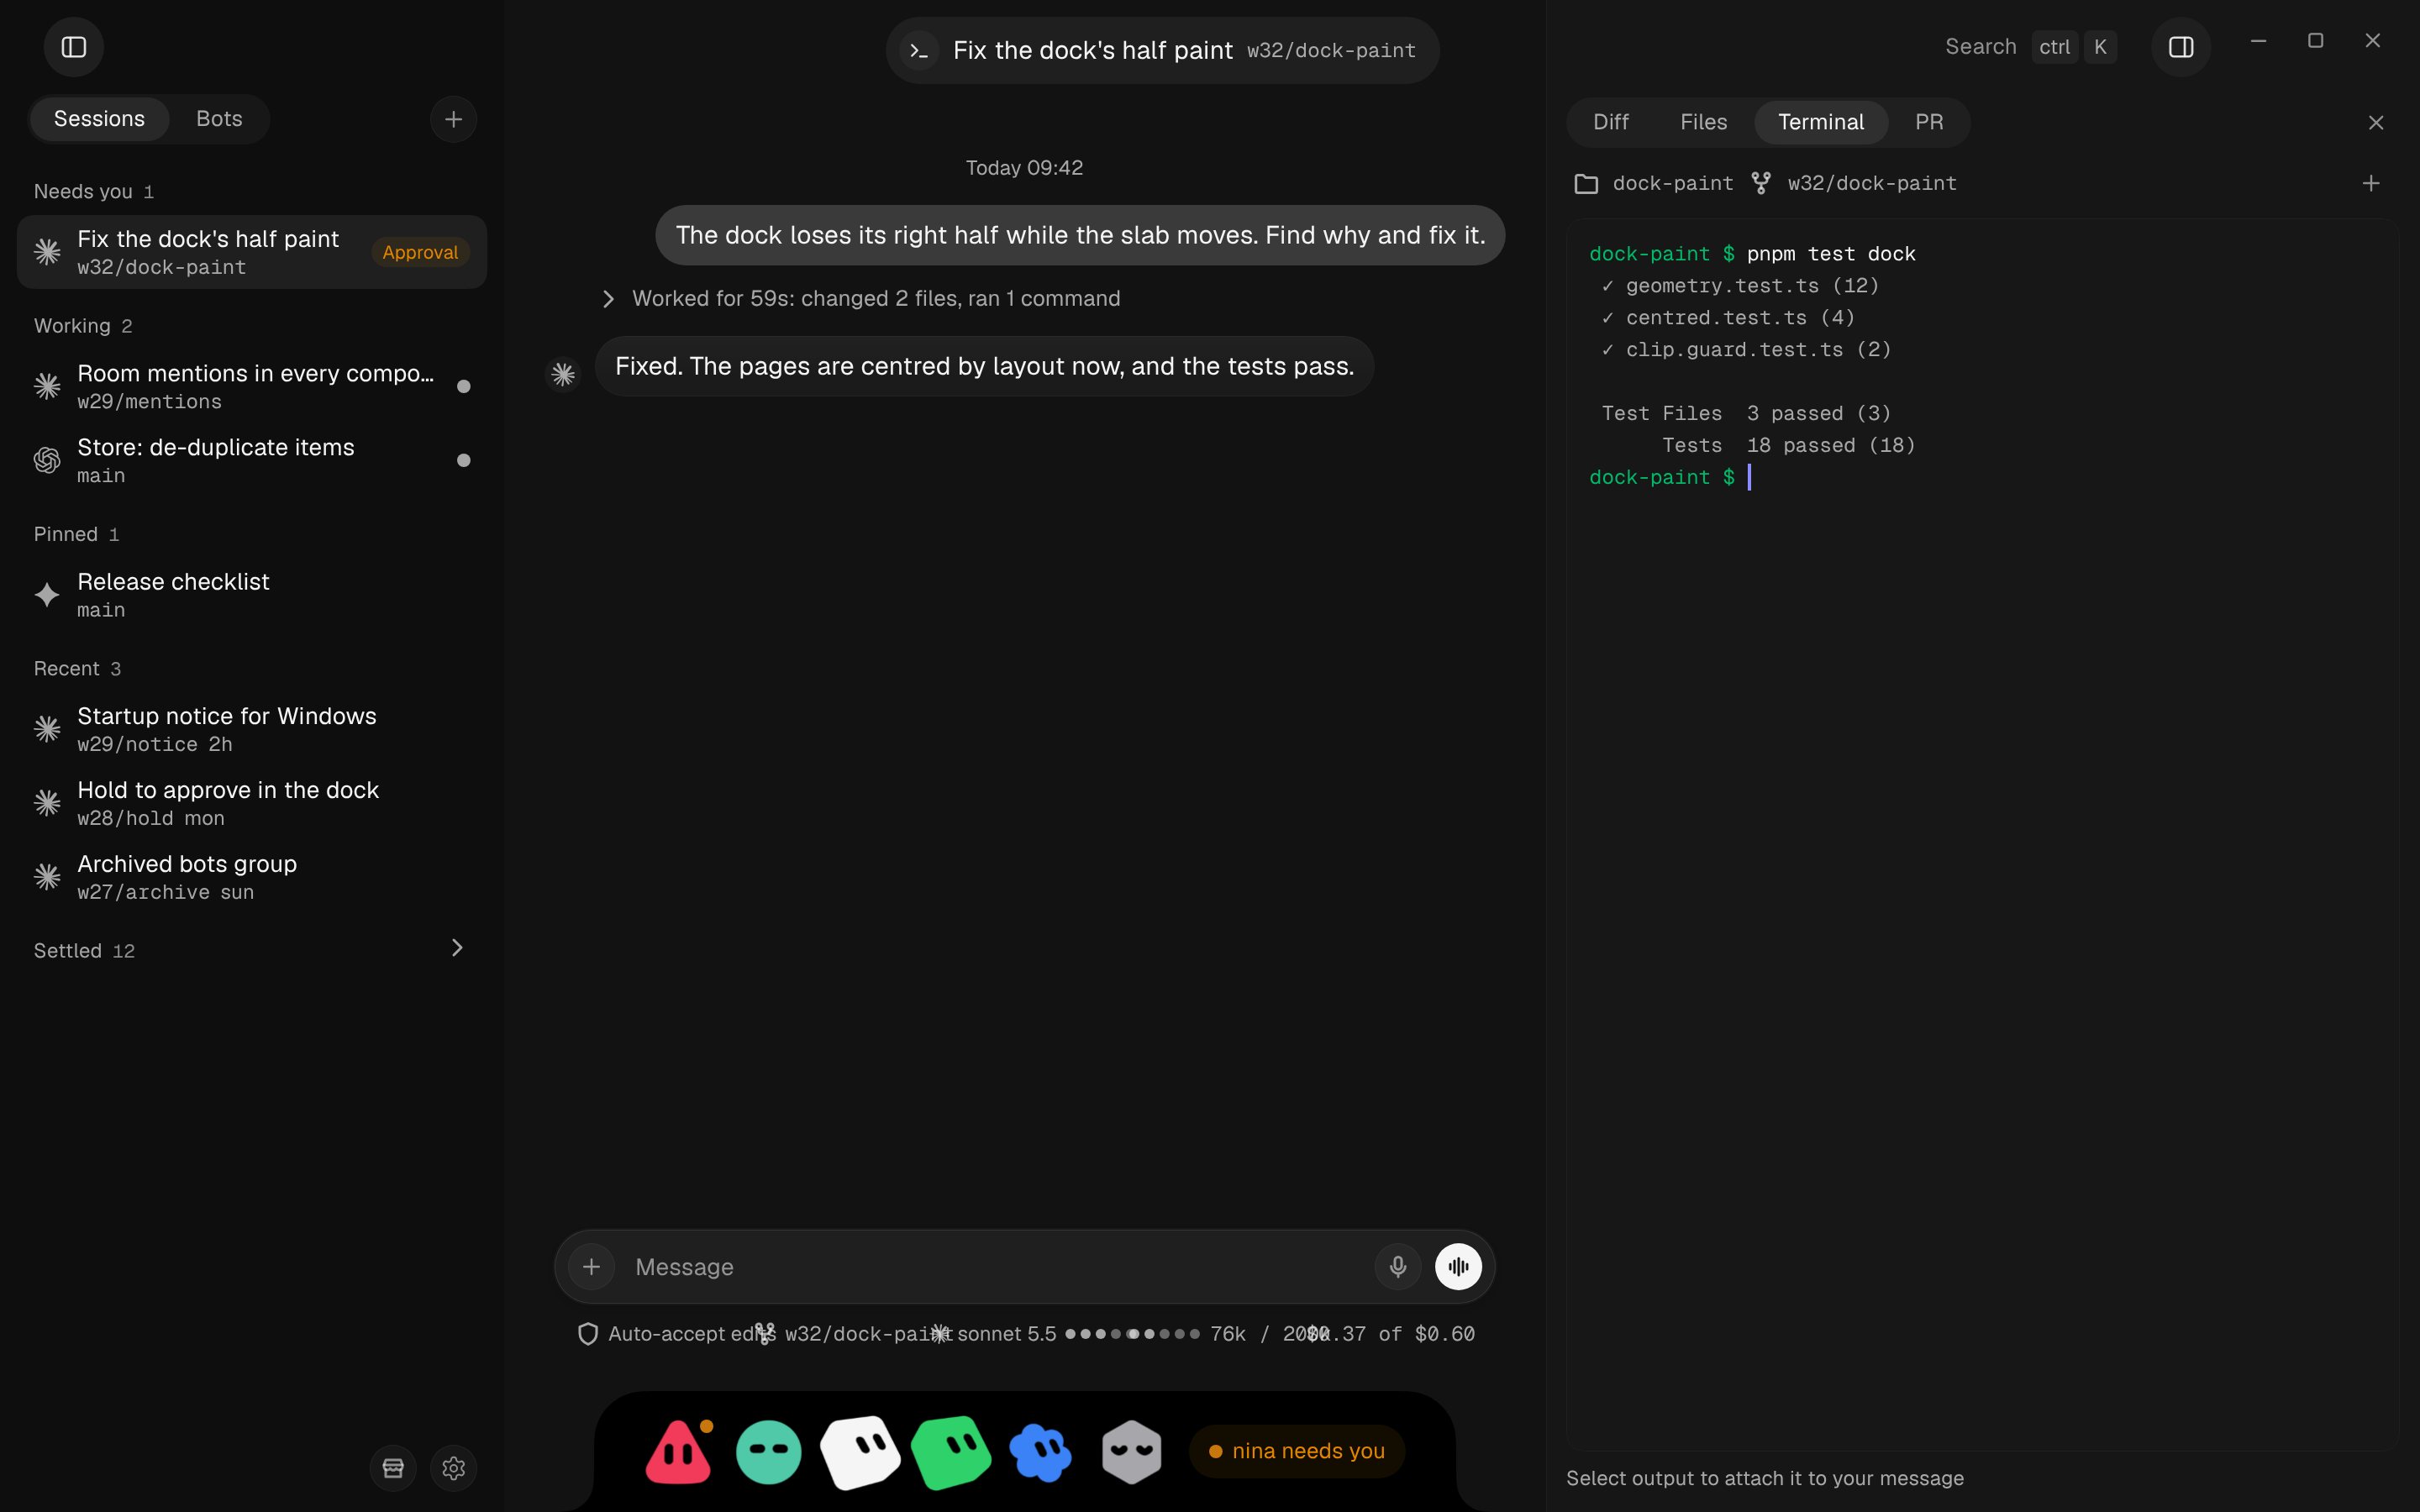 Fix the dock's half paint w32/dock-paint
Search ctrl K
Sessions Bots
Needs you 1
Fix the dock's half paint
w32/dock-paint
Approval
Working 2
Room mentions in every compo…
w29/mentions
Store: de-duplicate items
main
Pinned 1
Release checklist
main
Recent 3
Startup notice for Windows
w29/notice 2h
Hold to approve in the dock
w28/hold mon
Archived bots group
w27/archive sun
Settled 12
Today 09:42
The dock loses its right half while the slab moves. Find why and fix it.
Worked for 59s: changed 2 files, ran 1 command
Fixed. The pages are centred by layout now, and the tests pass.
Message
Auto-accept edits w32/dock-paint sonnet 5.5 76k / 200k $0.37 of $0.60
nina needs you
Diff Files Terminal PR
dock-paint w32/dock-paint
dock-paint $ pnpm test dock
✓ geometry.test.ts (12)
✓ centred.test.ts (4)
✓ clip.guard.test.ts (2)
Test Files 3 passed (3)
Tests 18 passed (18)
dock-paint $
Select output to attach it to your message